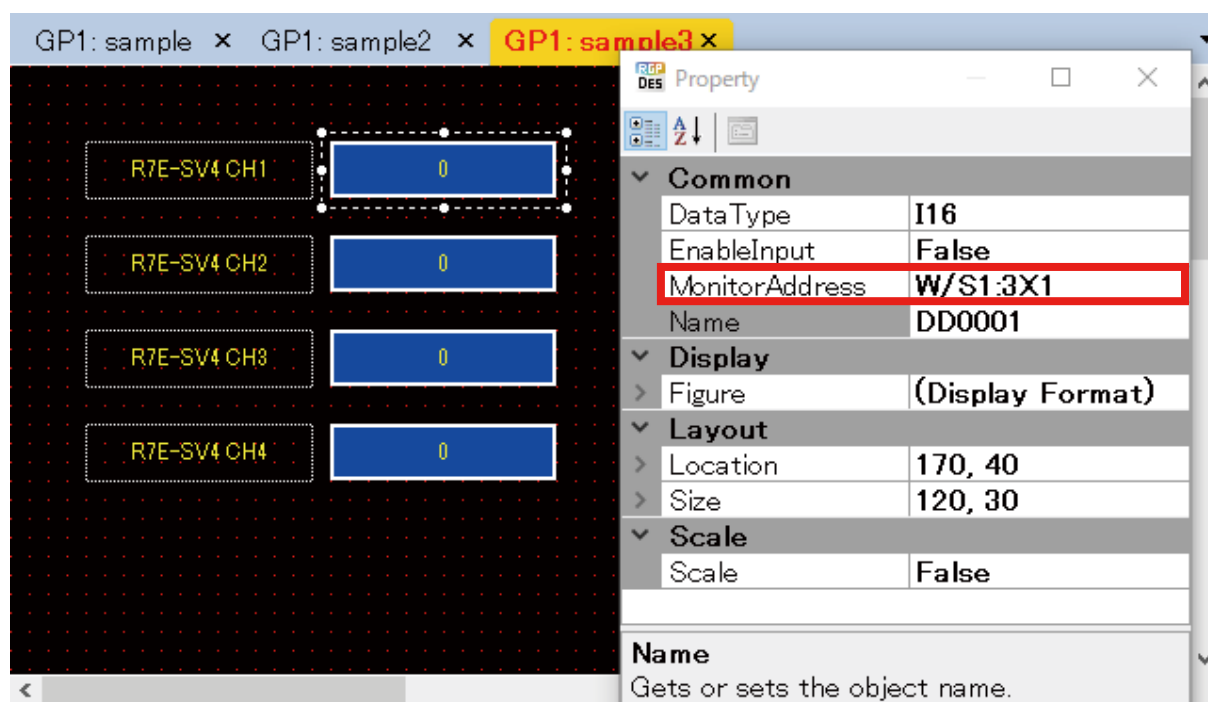 GP1: sample × GP1: sample2 × GP1: sample3 ×
RGP DES Property
A Z
R7E-SV4 CH1 0
R7E-SV4 CH2 0
R7E-SV4 CH3 0
R7E-SV4 CH4 0
Common
DataType I16
EnableInput False
MonitorAddress W/S1:3X1
Name DD0001
Display
Figure (Display Format)
Layout
Location 170, 40
Size 120, 30
Scale
Scale False
Name
Gets or sets the object name.